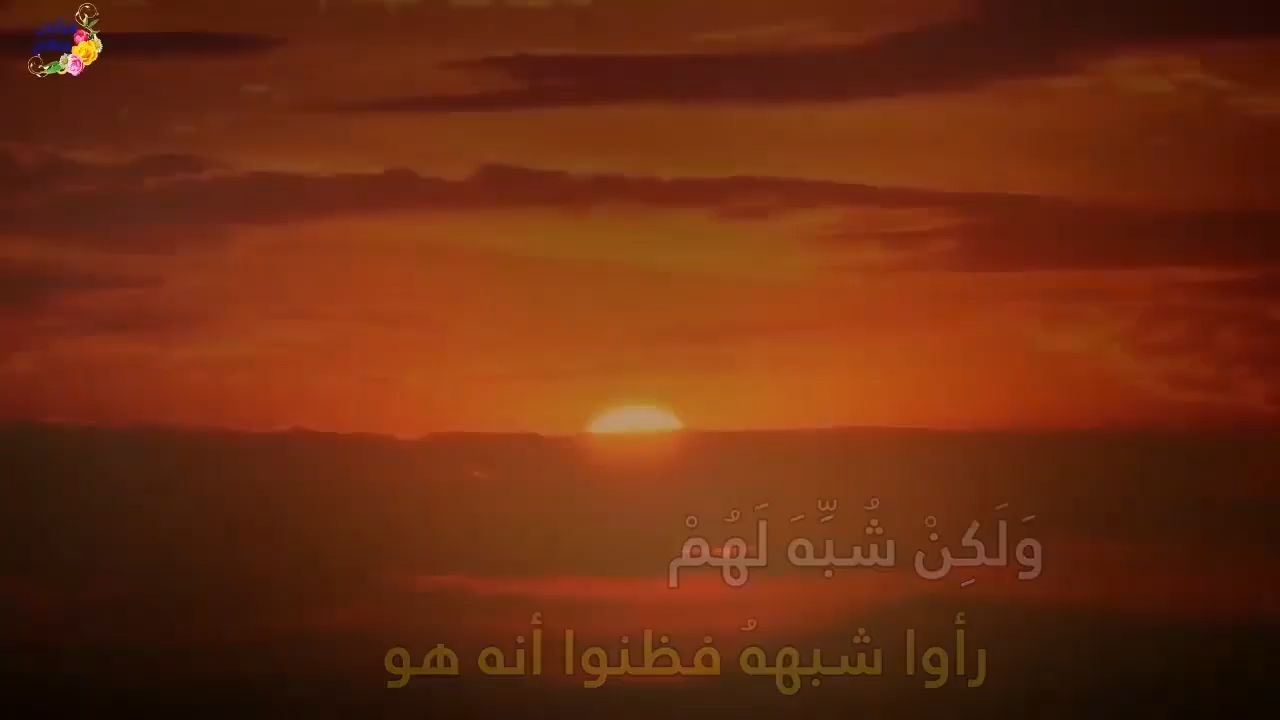 وَلَكِنْ شُبِّهَ لَهُمْ
رأوا شبههُ فظنوا أنه هو